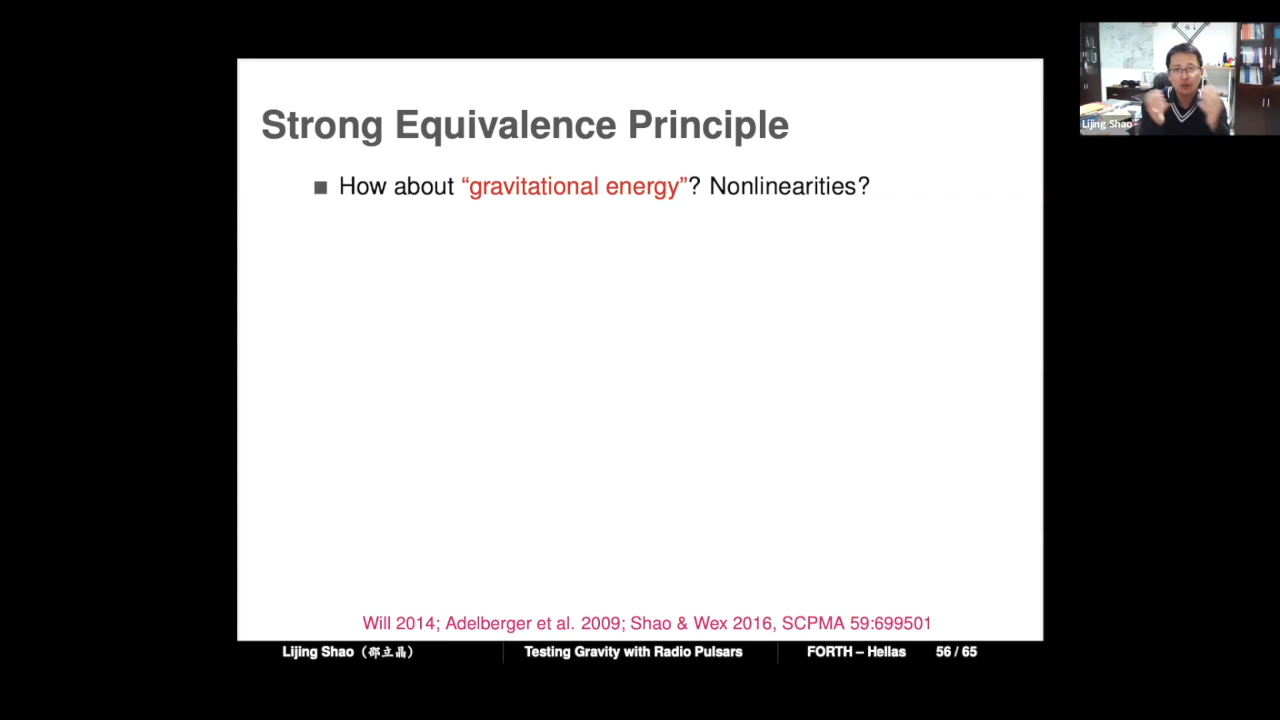 Strong Equivalence Principle
How about “gravitational energy”? Nonlinearities?
Will 2014; Adelberger et al. 2009; Shao & Wex 2016, SCPMA 59:699501
Lijing Shao (邵立晶) Testing Gravity with Radio Pulsars FORTH – Hellas 56 / 65
Lijing Shao